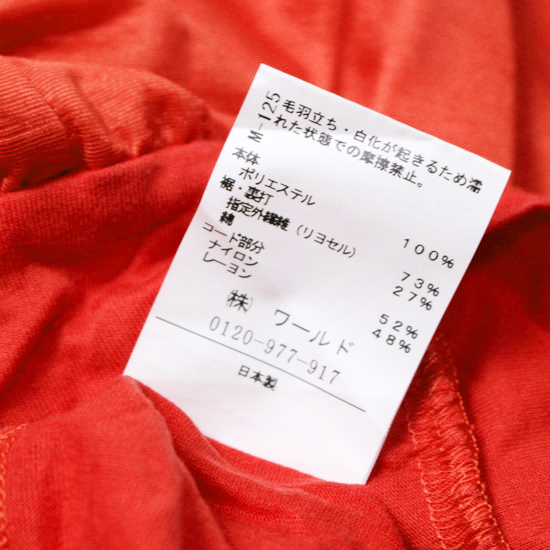 M-125
毛羽立ち・白化が起きるため濡
れた状態での摩擦禁止。
本体
ポリエステル 100%
裾・裏打
指定外繊維(リヨセル) 73%
綿 27%
コード部分
ナイロン 52%
レーヨン 48%
㈱ ワールド
0120-977-917
日本製